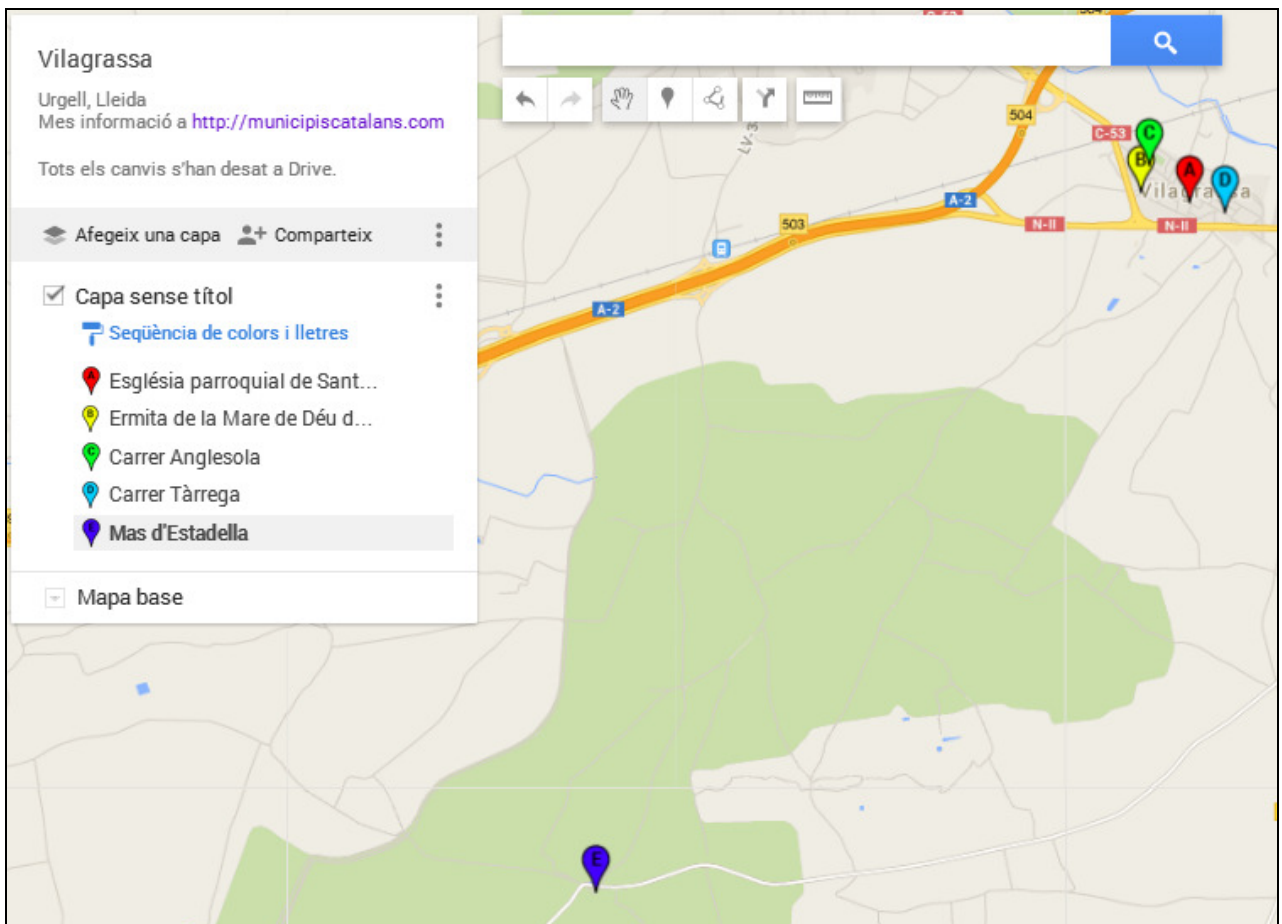 Vilagrassa
Urgell, Lleida
Mes informació a http://municipiscatalans.com
Tots els canvis s'han desat a Drive.
Afegeix una capa Comparteix
Capa sense títol
Seqüència de colors i lletres
A Església parroquial de Sant...
B Ermita de la Mare de Déu d...
C Carrer Anglesola
D Carrer Tàrrega
E Mas d'Estadella
Mapa base
504
C-53
C
B
A
D
Vilagrassa
A-2
503
N-II
N-II
A-2
E